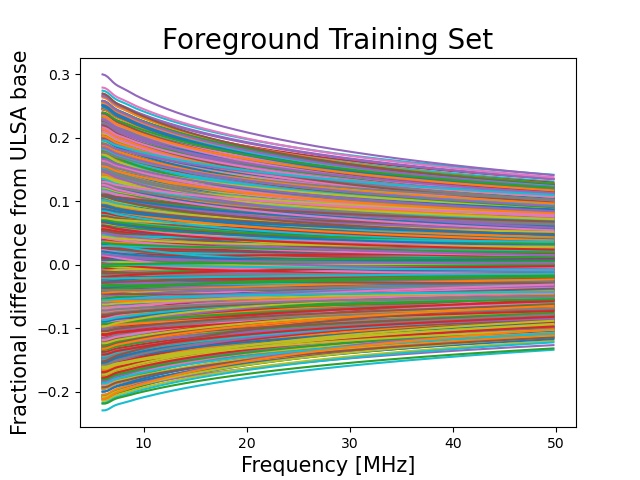 Foreground Training Set
Fractional difference from ULSA base
0.3
0.2
0.1
0.0
−0.1
−0.2
10 20 30 40 50
Frequency [MHz]